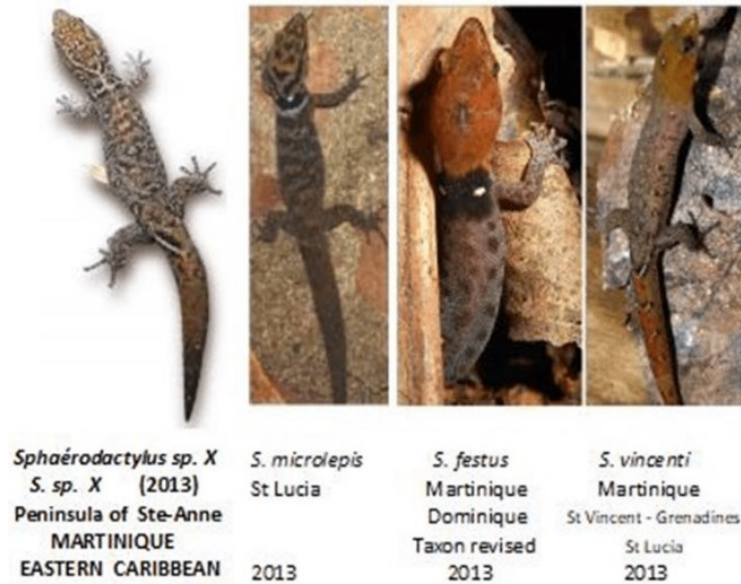 Sphaérodactylus sp. X
S. sp. X (2013)
Peninsula of Ste-Anne
MARTINIQUE
EASTERN CARIBBEAN
S. microlepis
St Lucia
2013
S. festus
Martinique
Dominique
Taxon revised
2013
S. vincenti
Martinique
St Vincent - Grenadines
St Lucia
2013